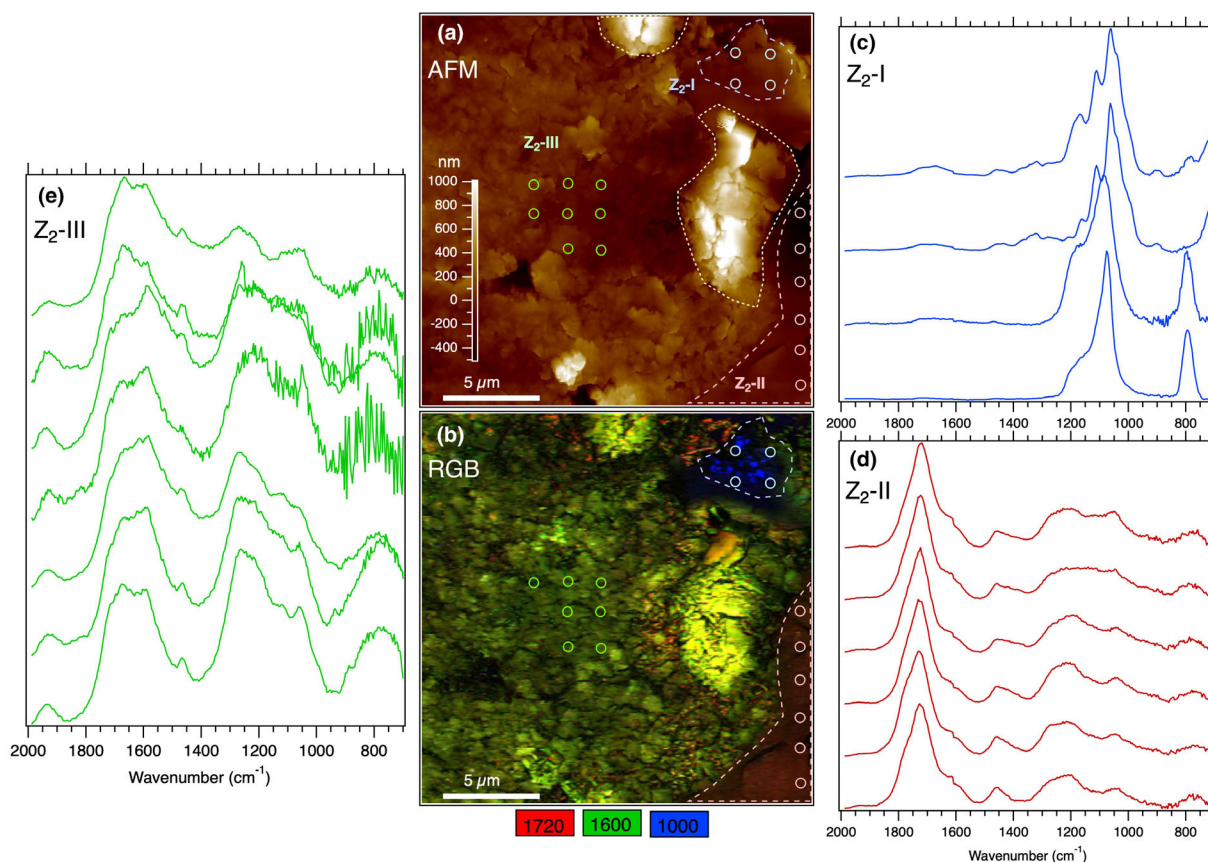 (a)
AFM
Z2-I
Z2-III
nm
1000
800
600
400
200
0
-200
-400
5 µm
Z2-II
(b)
RGB
5 µm
1720 1600 1000
(c)
Z2-I
2000 1800 1600 1400 1200 1000 800
(d)
Z2-II
2000 1800 1600 1400 1200 1000 800
Wavenumber (cm-1)
(e)
Z2-III
2000 1800 1600 1400 1200 1000 800
Wavenumber (cm-1)